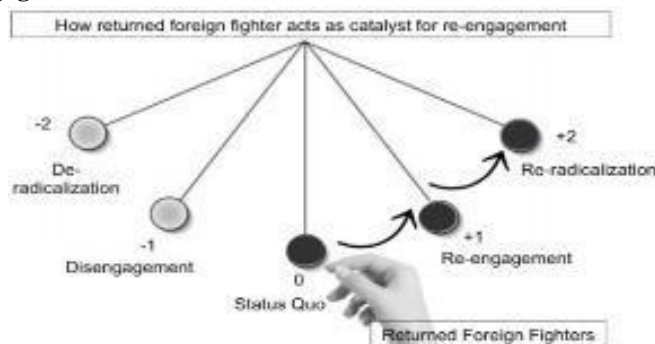 How returned foreign fighter acts as catalyst for re-engagement
-2
De-
radicalization
-1
Disengagement
0
Status Quo
+1
Re-engagement
+2
Re-radicalization
Returned Foreign Fighters